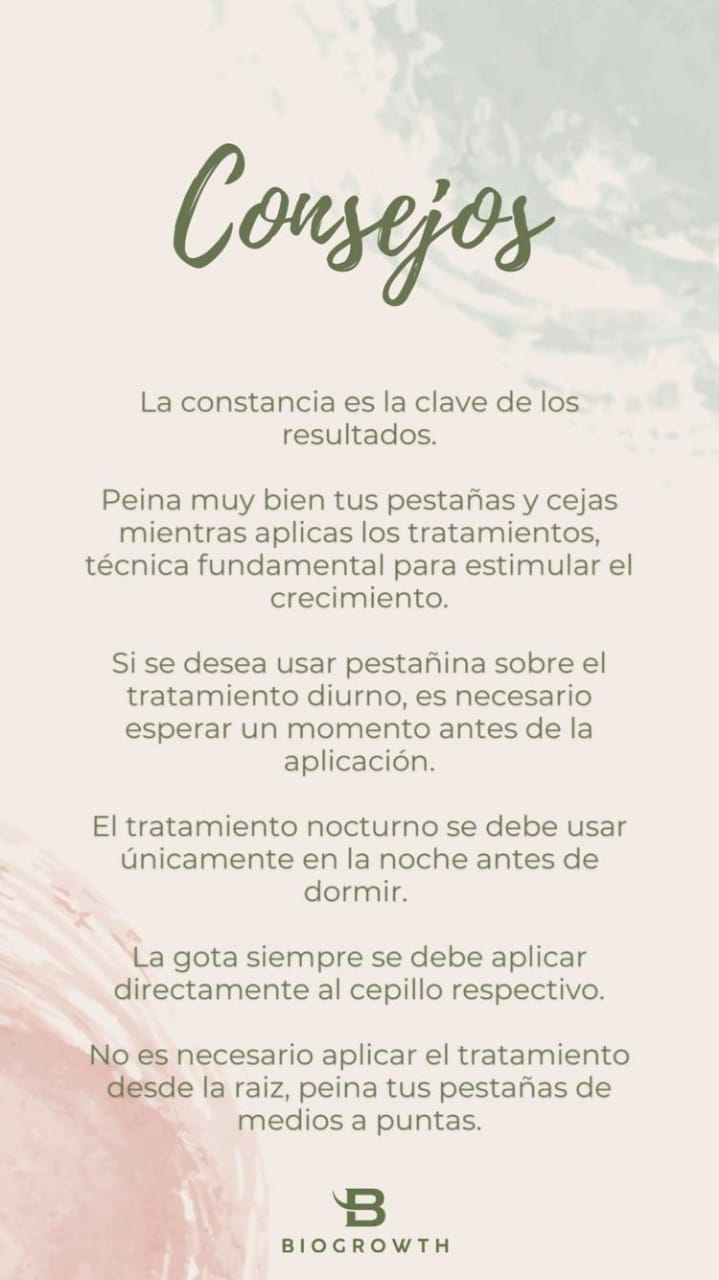 Consejos
La constancia es la clave de los
resultados.
Peina muy bien tus pestañas y cejas
mientras aplicas los tratamientos,
técnica fundamental para estimular el
crecimiento.
Si se desea usar pestañina sobre el
tratamiento diurno, es necesario
esperar un momento antes de la
aplicación.
El tratamiento nocturno se debe usar
únicamente en la noche antes de
dormir.
La gota siempre se debe aplicar
directamente al cepillo respectivo.
No es necesario aplicar el tratamiento
desde la raiz, peina tus pestañas de
medios a puntas.
B
BIOGROWTH